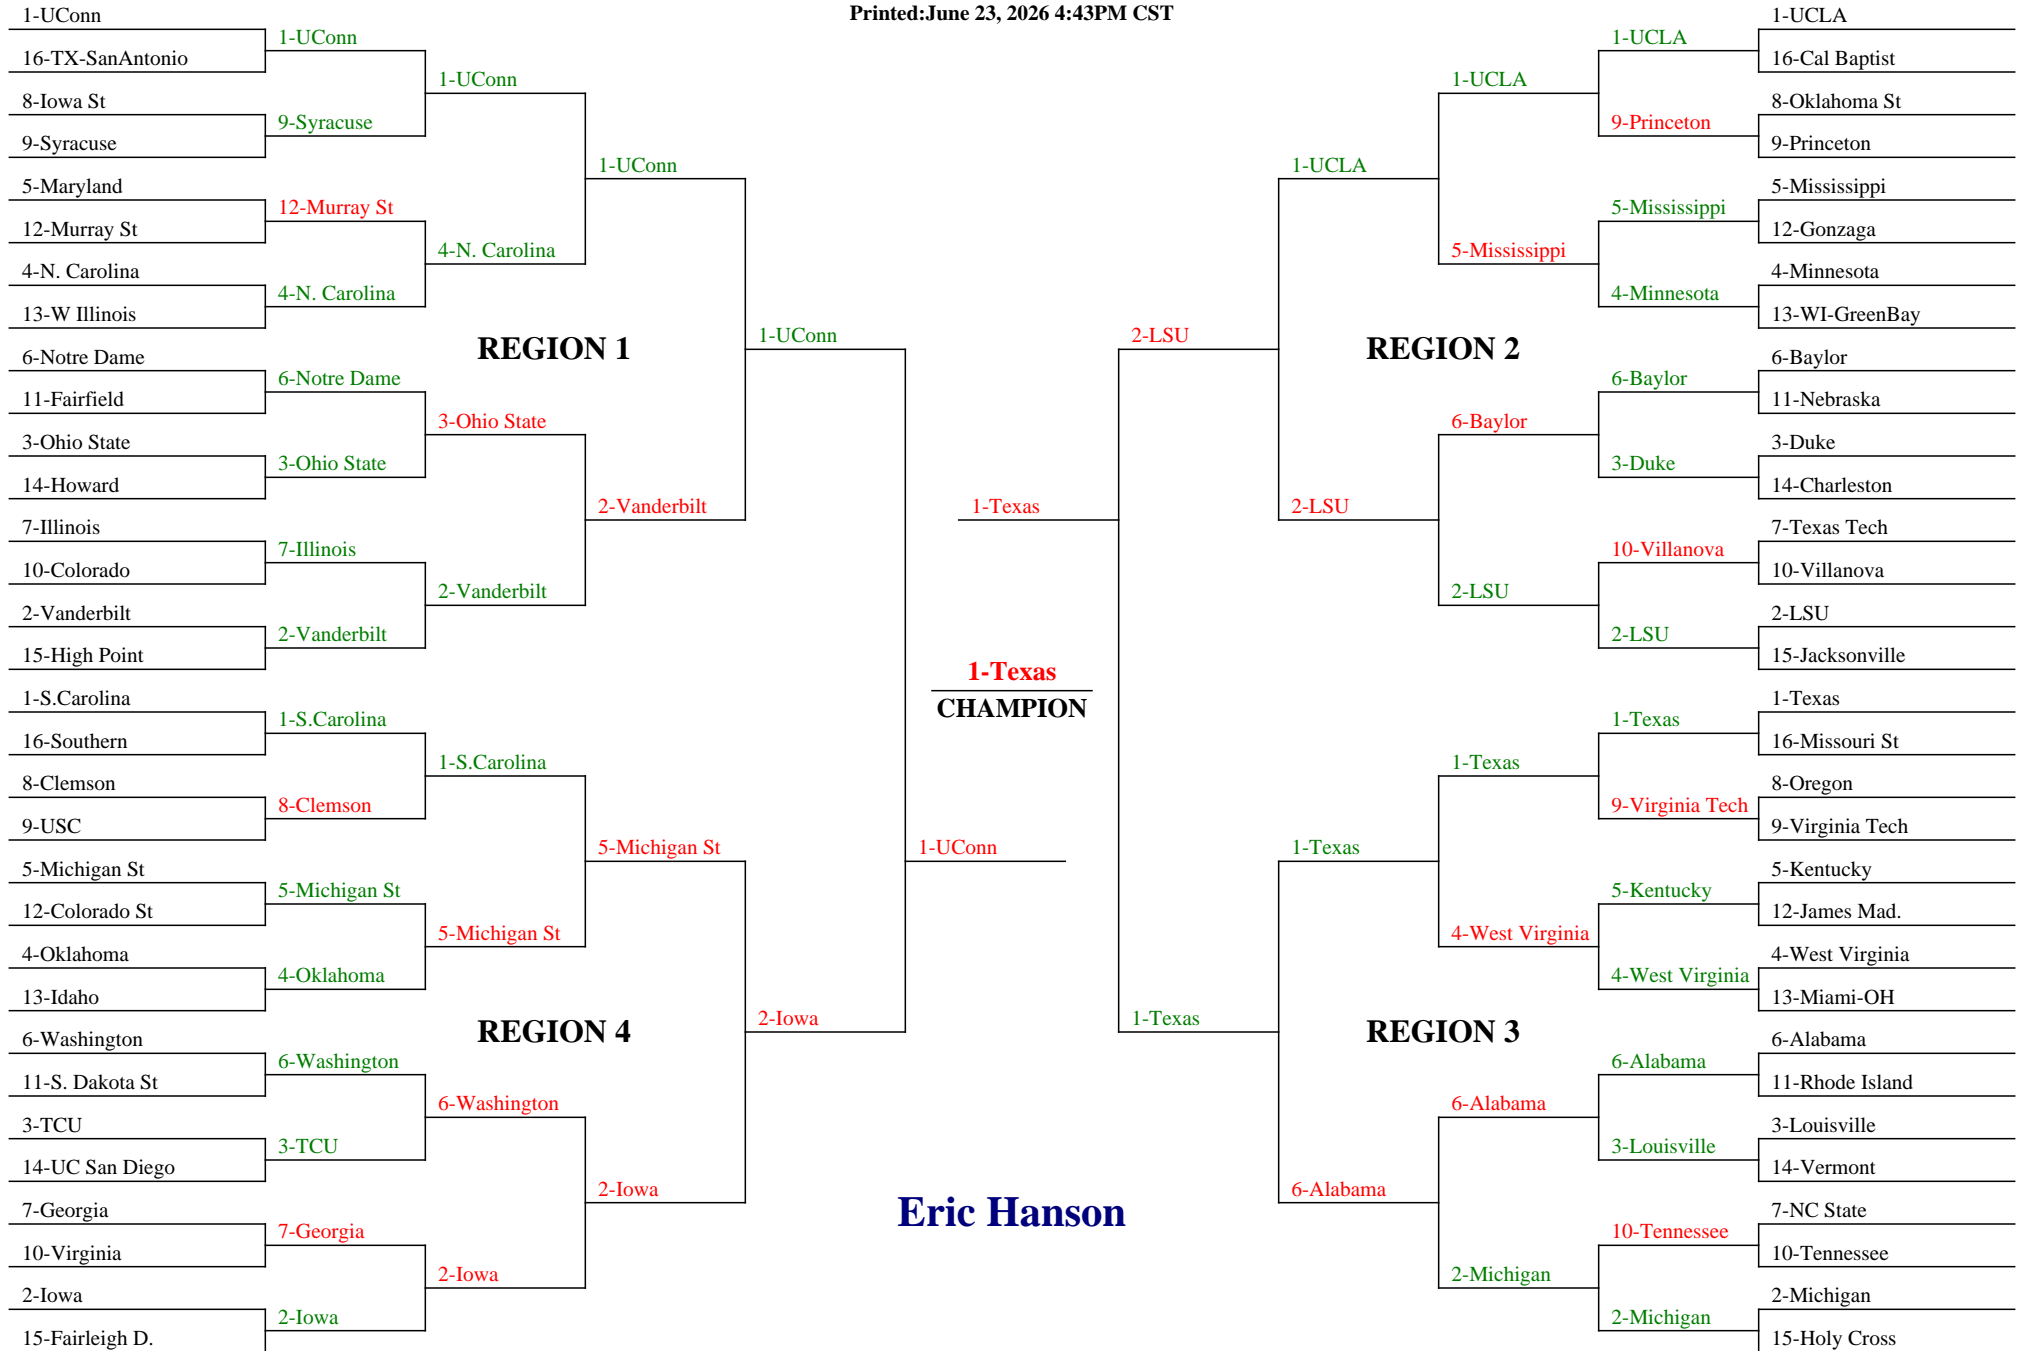 Printed:June 23, 2026 4:43PM CST
1-UConn
16-TX-SanAntonio
8-Iowa St
9-Syracuse
5-Maryland
12-Murray St
4-N. Carolina
13-W Illinois
6-Notre Dame
11-Fairfield
3-Ohio State
14-Howard
7-Illinois
10-Colorado
2-Vanderbilt
15-High Point
1-S.Carolina
16-Southern
8-Clemson
9-USC
5-Michigan St
12-Colorado St
4-Oklahoma
13-Idaho
6-Washington
11-S. Dakota St
3-TCU
14-UC San Diego
7-Georgia
10-Virginia
2-Iowa
15-Fairleigh D.
1-UConn
9-Syracuse
12-Murray St
4-N. Carolina
6-Notre Dame
3-Ohio State
7-Illinois
2-Vanderbilt
1-S.Carolina
8-Clemson
5-Michigan St
4-Oklahoma
6-Washington
3-TCU
7-Georgia
2-Iowa
1-UConn
4-N. Carolina
3-Ohio State
2-Vanderbilt
1-S.Carolina
5-Michigan St
6-Washington
2-Iowa
REGION 1
REGION 4
1-UConn
2-Vanderbilt
5-Michigan St
2-Iowa
1-UConn
2-Iowa
1-UConn
1-Texas
1-Texas
CHAMPION
Eric Hanson
2-LSU
1-Texas
1-UCLA
2-LSU
1-Texas
6-Alabama
REGION 2
REGION 3
1-UCLA
5-Mississippi
6-Baylor
2-LSU
1-Texas
4-West Virginia
6-Alabama
2-Michigan
1-UCLA
9-Princeton
5-Mississippi
4-Minnesota
6-Baylor
3-Duke
10-Villanova
2-LSU
1-Texas
9-Virginia Tech
5-Kentucky
4-West Virginia
6-Alabama
3-Louisville
10-Tennessee
2-Michigan
1-UCLA
16-Cal Baptist
8-Oklahoma St
9-Princeton
5-Mississippi
12-Gonzaga
4-Minnesota
13-WI-GreenBay
6-Baylor
11-Nebraska
3-Duke
14-Charleston
7-Texas Tech
10-Villanova
2-LSU
15-Jacksonville
1-Texas
16-Missouri St
8-Oregon
9-Virginia Tech
5-Kentucky
12-James Mad.
4-West Virginia
13-Miami-OH
6-Alabama
11-Rhode Island
3-Louisville
14-Vermont
7-NC State
10-Tennessee
2-Michigan
15-Holy Cross